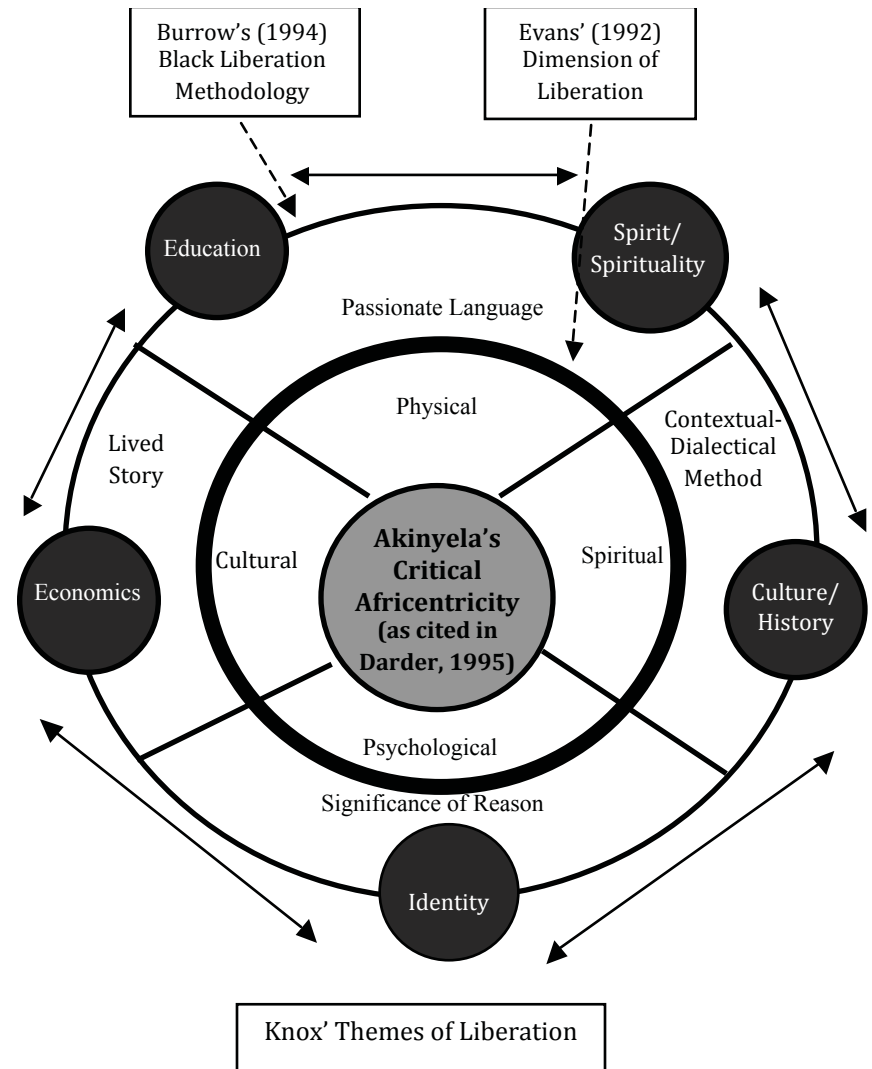 Burrow's (1994)
Black Liberation
Methodology
Evans' (1992)
Dimension of
Liberation
Education
Spirit/
Spirituality
Passionate Language
Physical
Lived
Story
Contextual-
Dialectical
Method
Cultural
Akinyela's
Critical
Africentricity
(as cited in
Darder, 1995)
Spiritual
Economics
Culture/
History
Psychological
Significance of Reason
Identity
Knox' Themes of Liberation